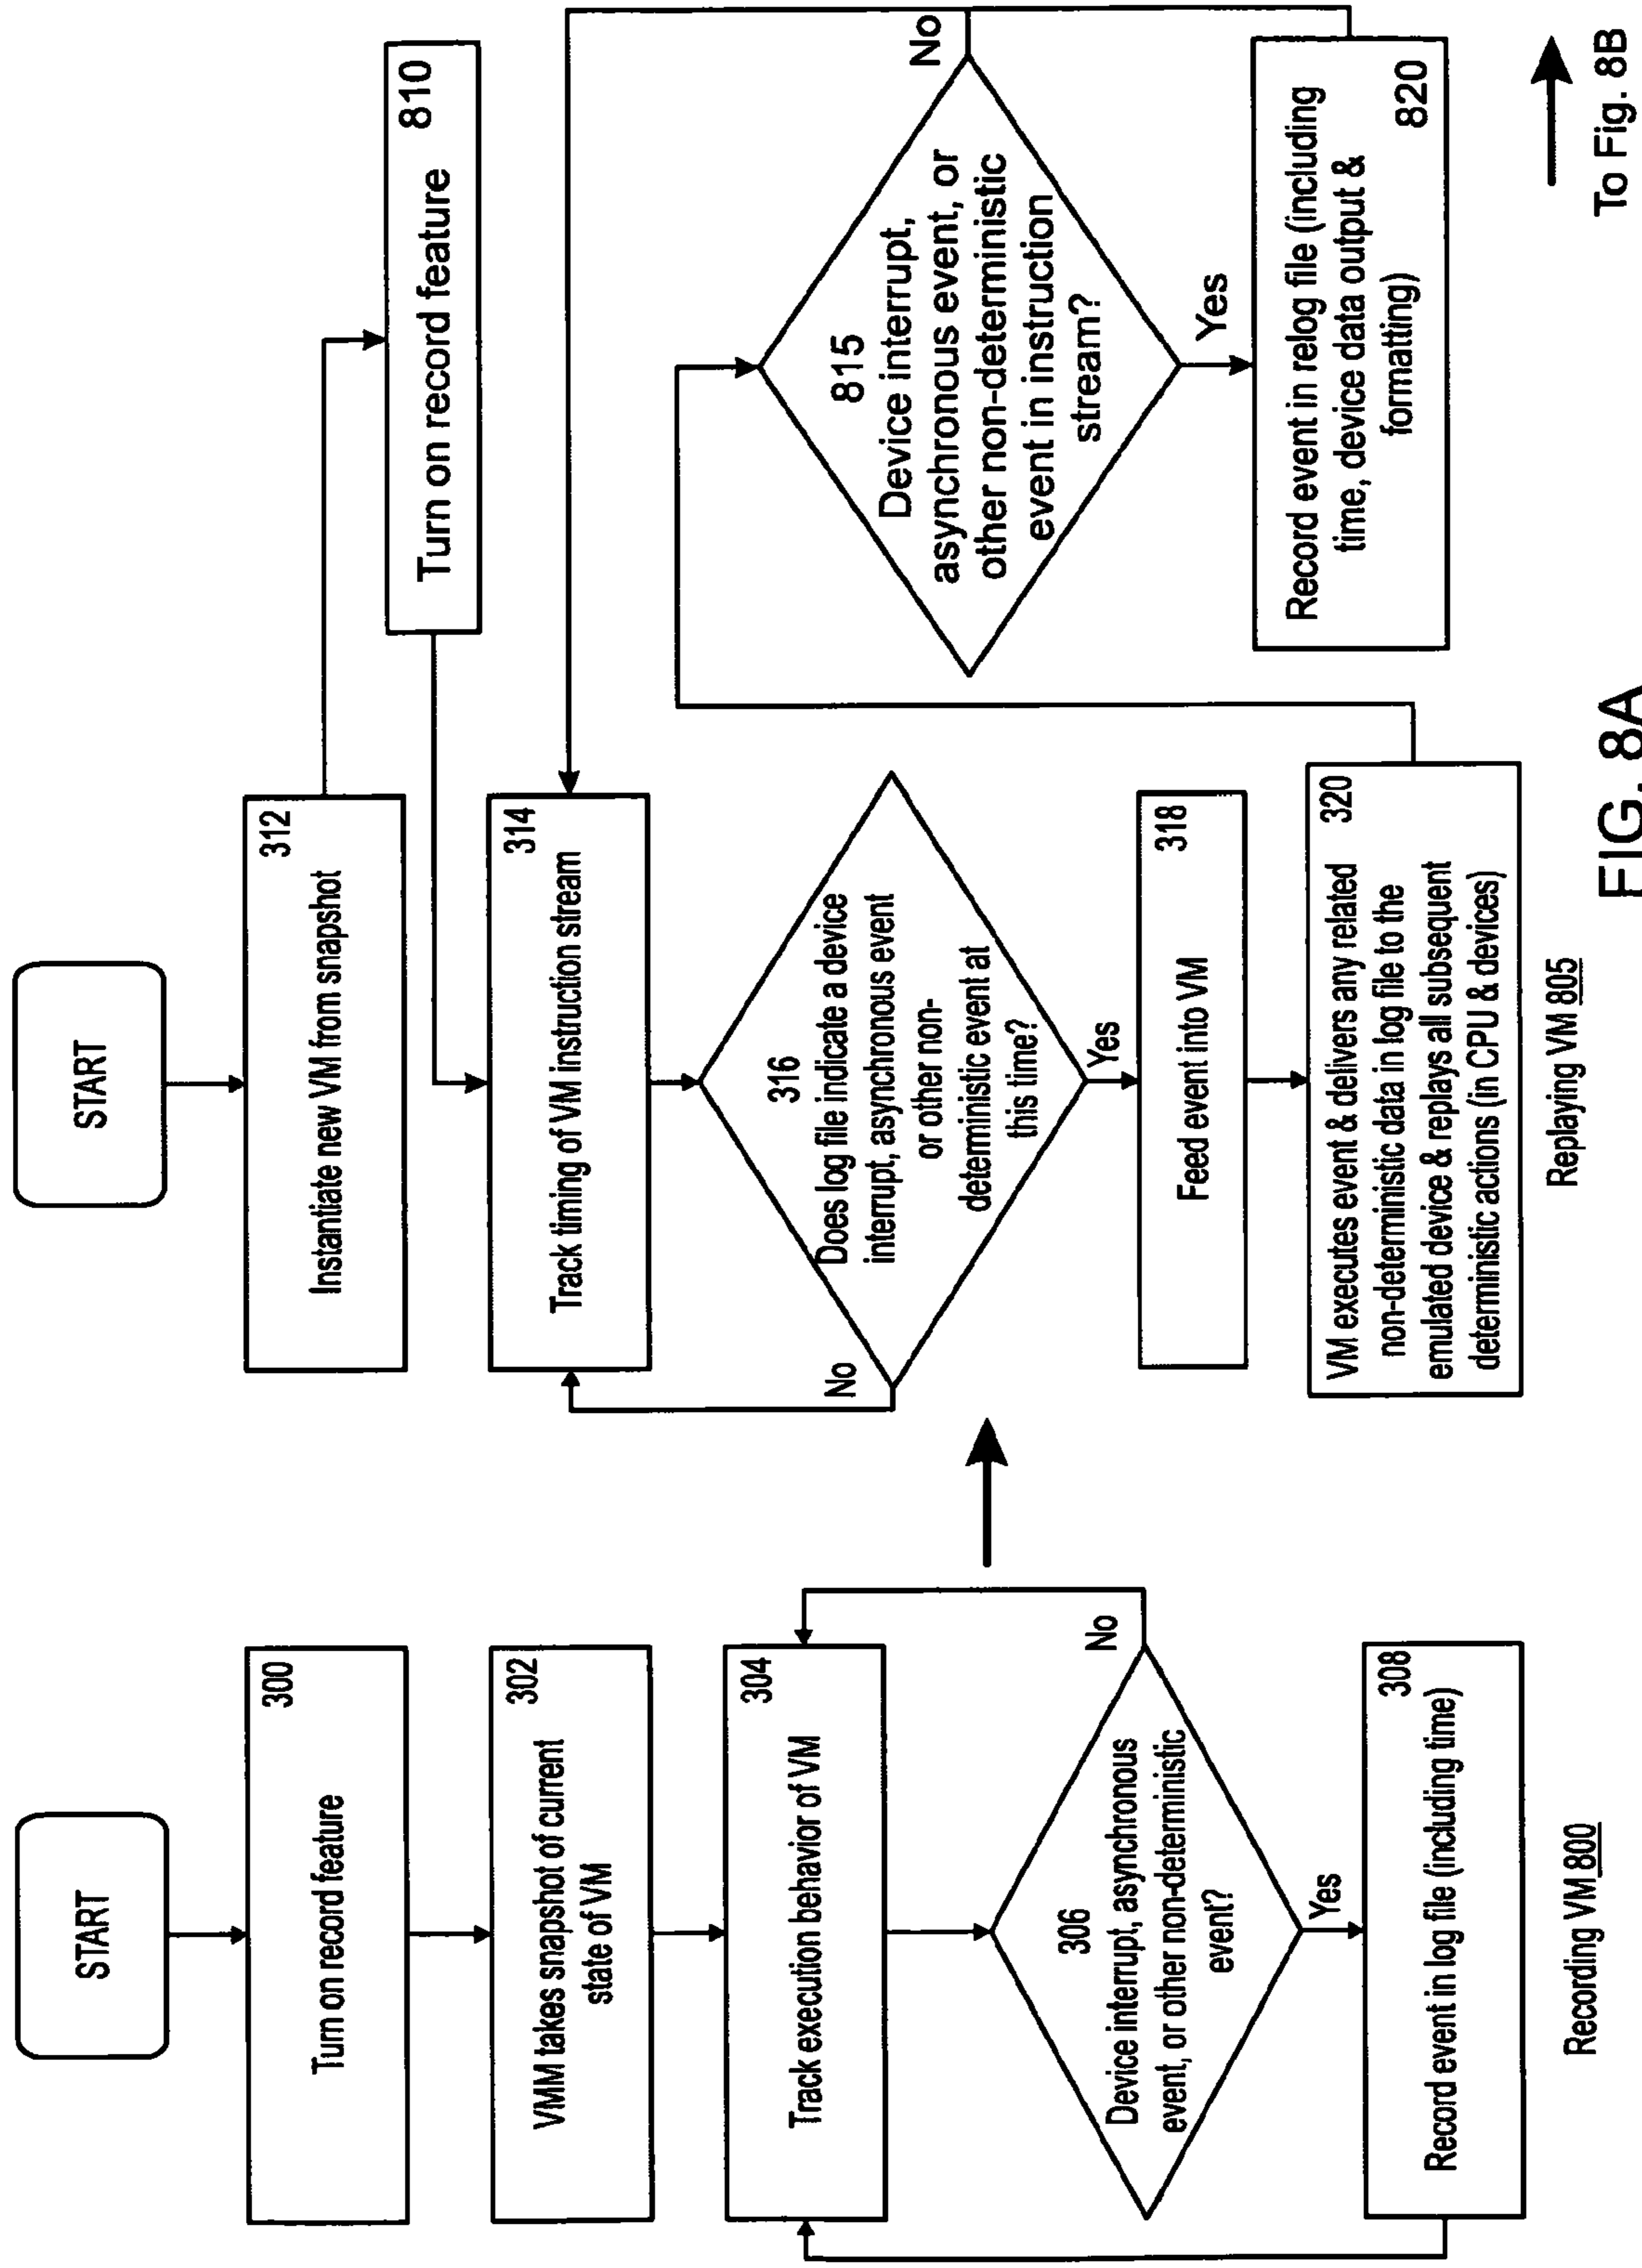 START
300
Turn on record feature
302
VMM takes snapshot of current
state of VM
304
Track execution behavior of VM
306
Device interrupt, asynchronous
event, or other non-deterministic
event?
No
Yes
308
Record event in log file (including time)
Recording VM 800
START
312
Instantiate new VM from snapshot
810
Turn on record feature
314
Track timing of VM instruction stream
316
Does log file indicate a device
interrupt, asynchronous event
or other non-
deterministic event at
this time?
No
Yes
318
Feed event into VM
320
VM executes event & delivers any related
non-deterministic data in log file to the
emulated device & replays all subsequent
deterministic actions (in CPU & devices)
Replaying VM 805
815
Device interrupt,
asynchronous event, or
other non-deterministic
event in instruction
stream?
No
Yes
Record event in relog file (including
time, device data output &
formatting)
820
To Fig. 8B
FIG. 8A